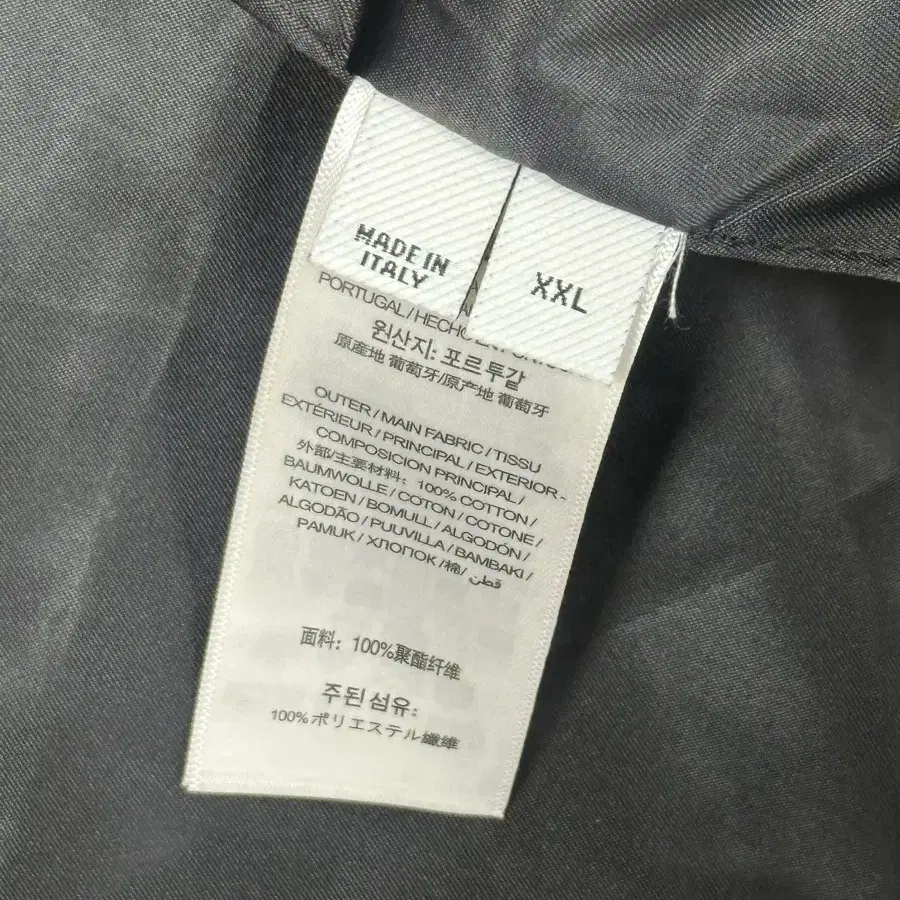 MADE IN
ITALY
XXL
PORTUGAL/HECHO
원산지: 포르투갈
原産地 葡萄牙/原产地 葡萄牙
OUTER / MAIN FABRIC / TISSU
EXTÉRIEUR / PRINCIPAL / EXTERIOR-
COMPOSICION PRINCIPAL /
外部/主要材料: 100% COTTON /
BAUMWOLLE / COTON / COTONE /
KATOEN / BOMULL / ALGODÓN /
ALGODÃO / PUUVILLA / BAMBAKI /
PAMUK / ХЛОПОК /棉/ قطن
面料: 100%聚酯纤维
주된 섬유:
100%ポリエステル繊維